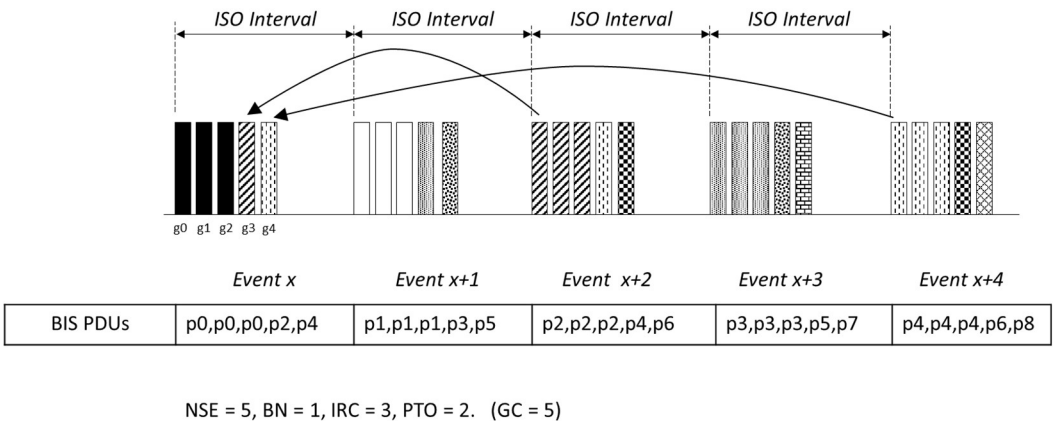 ISO Interval ISO Interval ISO Interval ISO Interval
g0 g1 g2 g3 g4
Event x Event x+1 Event x+2 Event x+3 Event x+4
BIS PDUs p0,p0,p0,p2,p4 p1,p1,p1,p3,p5 p2,p2,p2,p4,p6 p3,p3,p3,p5,p7 p4,p4,p4,p6,p8
NSE = 5, BN = 1, IRC = 3, PTO = 2. (GC = 5)